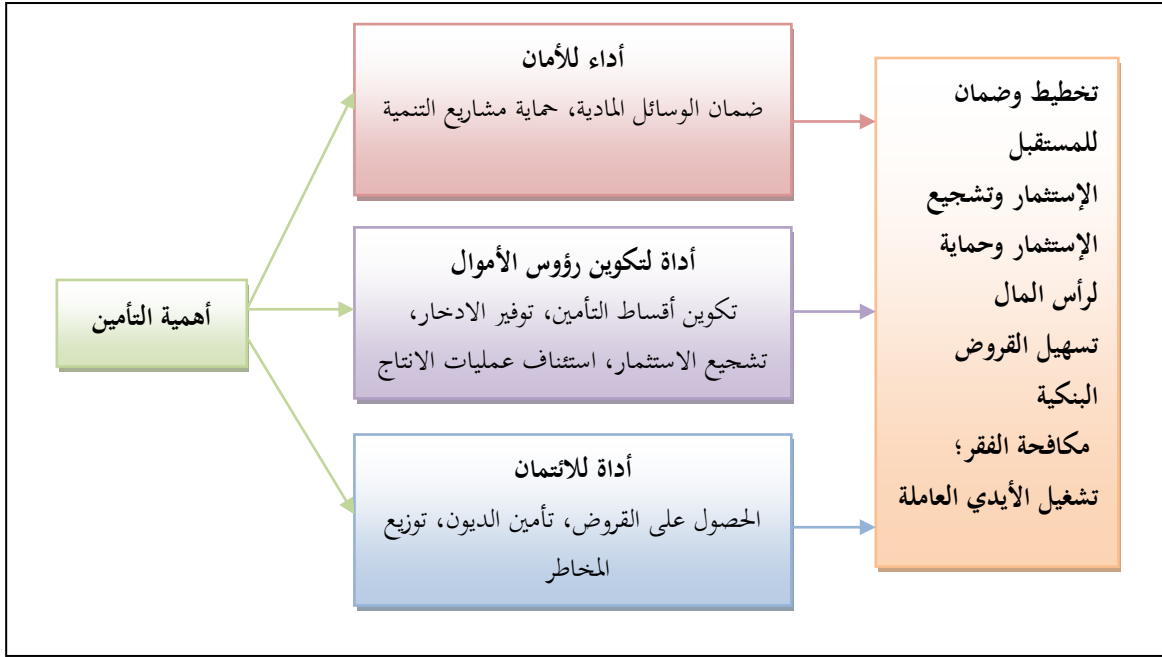 أهمية التأمين
أداء للأمان
ضمان الوسائل المادية، حماية مشاريع التنمية
أداة لتكوين رؤوس الأموال
تكوين أقساط التأمين، توفير الادخار،
تشجيع الاستثمار، استئناف عمليات الانتاج
أداة للائتمان
الحصول على القروض، تأمين الديون، توزيع
المخاطر
تخطيط وضمان
للمستقبل
الإستثمار وتشجيع
الإستثمار وحماية
لرأس المال
تسهيل القروض
البنكية
مكافحة الفقر؛
تشغيل الأيدي العاملة